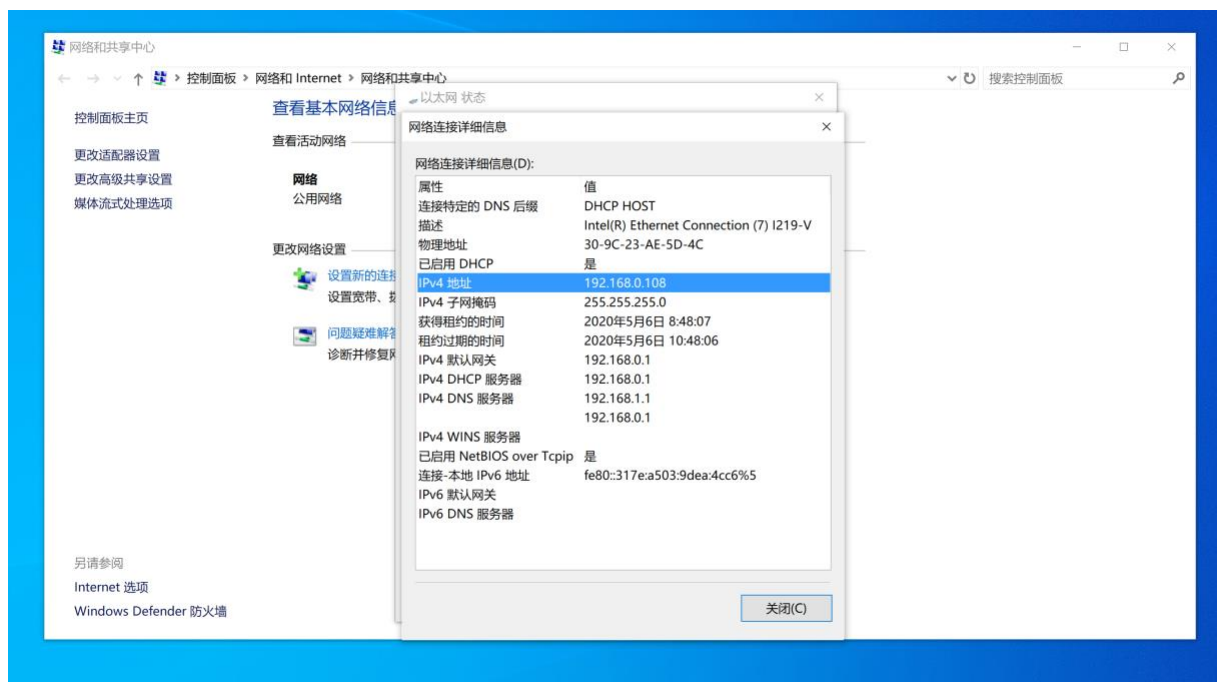 网络和共享中心
控制面板 > 网络和 Internet > 网络和共享中心
搜索控制面板
控制面板主页
更改适配器设置
更改高级共享设置
媒体流式处理选项
查看基本网络信息
查看活动网络
网络
公用网络
更改网络设置
设置新的连接
设置宽带、
问题疑难解答
诊断并修复网
以太网 状态
网络连接详细信息
网络连接详细信息(D):
属性 值
连接特定的 DNS 后缀 DHCP HOST
描述 Intel(R) Ethernet Connection (7) I219-V
物理地址 30-9C-23-AE-5D-4C
已启用 DHCP 是
IPv4 地址 192.168.0.108
IPv4 子网掩码 255.255.255.0
获得租约的时间 2020年5月6日 8:48:07
租约过期的时间 2020年5月6日 10:48:06
IPv4 默认网关 192.168.0.1
IPv4 DHCP 服务器 192.168.0.1
IPv4 DNS 服务器 192.168.1.1
192.168.0.1
IPv4 WINS 服务器
已启用 NetBIOS over Tcpip 是
连接-本地 IPv6 地址 fe80::317e:a503:9dea:4cc6%5
IPv6 默认网关
IPv6 DNS 服务器
关闭(C)
另请参阅
Internet 选项
Windows Defender 防火墙